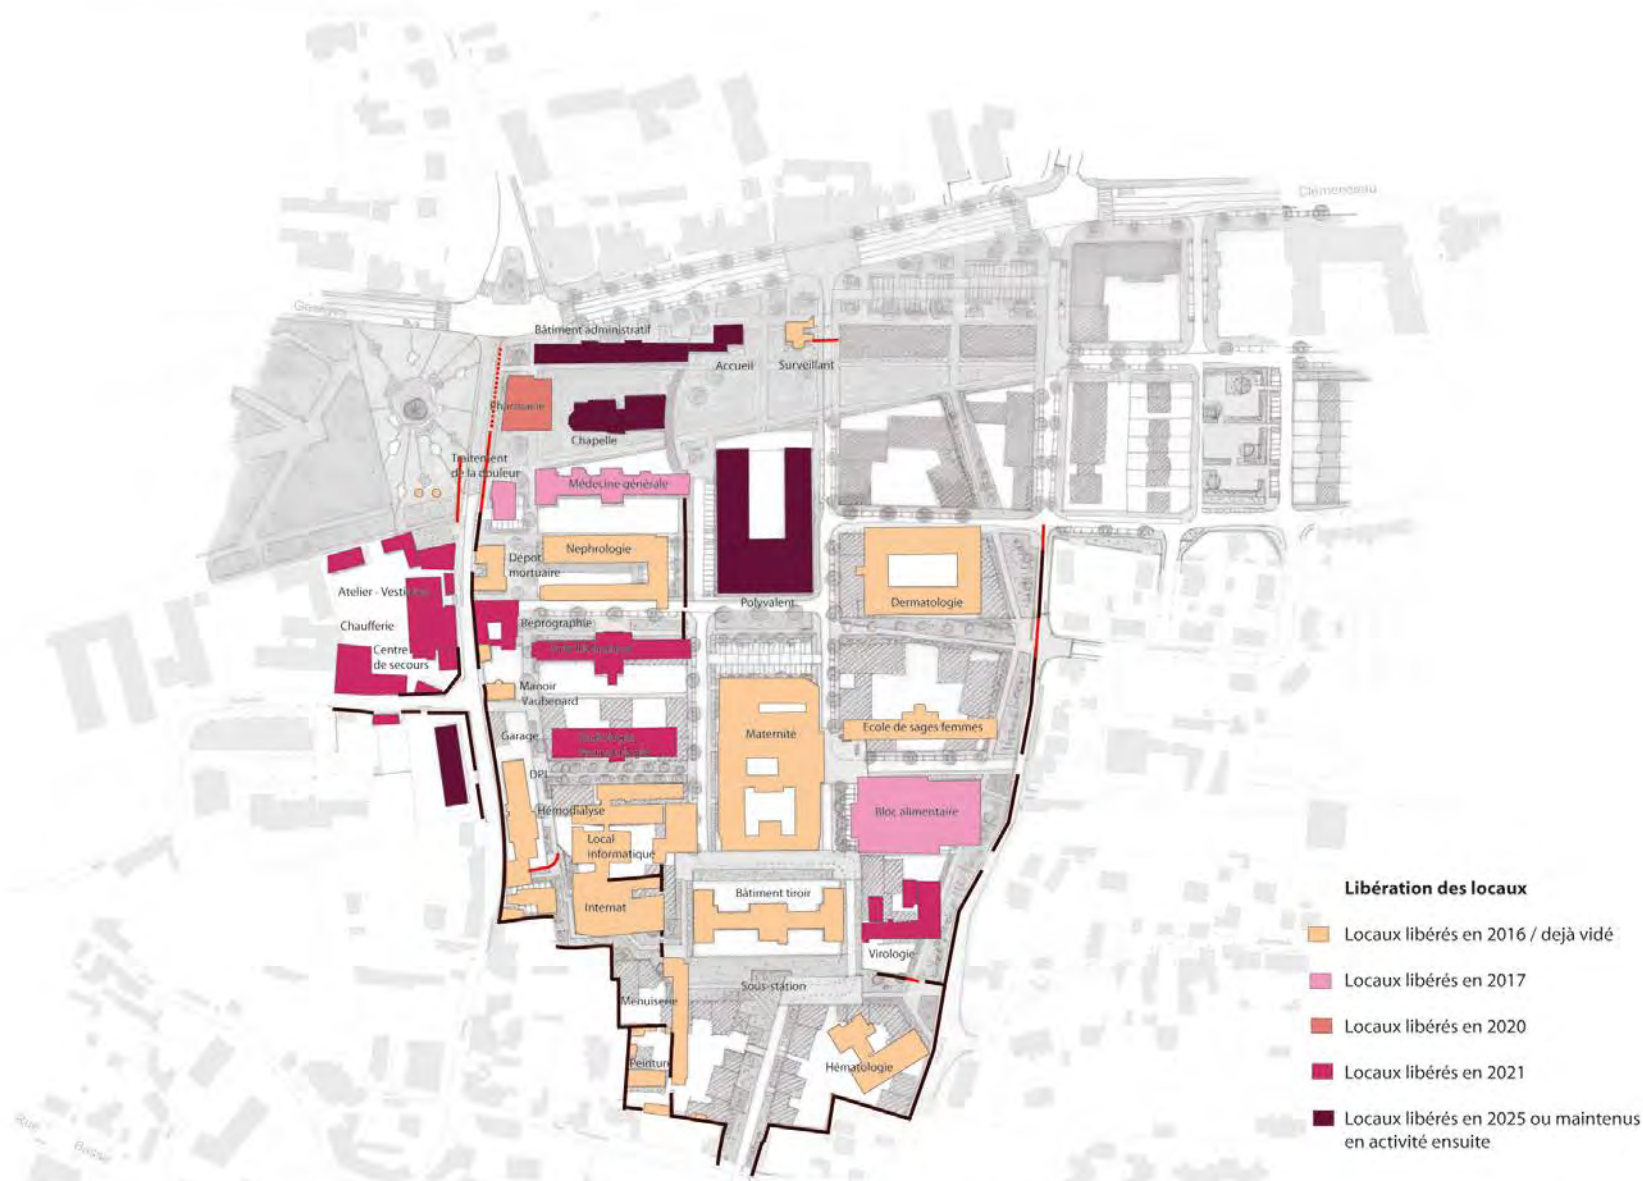 Clemenceau
Bâtiment administratif
Accueil
Surveillant
Pharmacie
Chapelle
Traitement
de la douleur
Médecine générale
Nephrologie
Dépot
mortuaire
Atelier - Vestiaire
Polyvalent
Dermatologie
Reprographie
Chaufferie
Centre
de secours
Manoir
Vaubenard
Garage
Maternité
Ecole de sages femmes
DPL
Hémodialyse
Bloc alimentaire
Local
informatique
Bâtiment tiroir
Internat
Virologie
Sous-station
Menuiserie
Peinture
Hématologie
Rue
Basse
Libération des locaux
Locaux libérés en 2016 / dejà vidé
Locaux libérés en 2017
Locaux libérés en 2020
Locaux libérés en 2021
Locaux libérés en 2025 ou maintenus
en activité ensuite